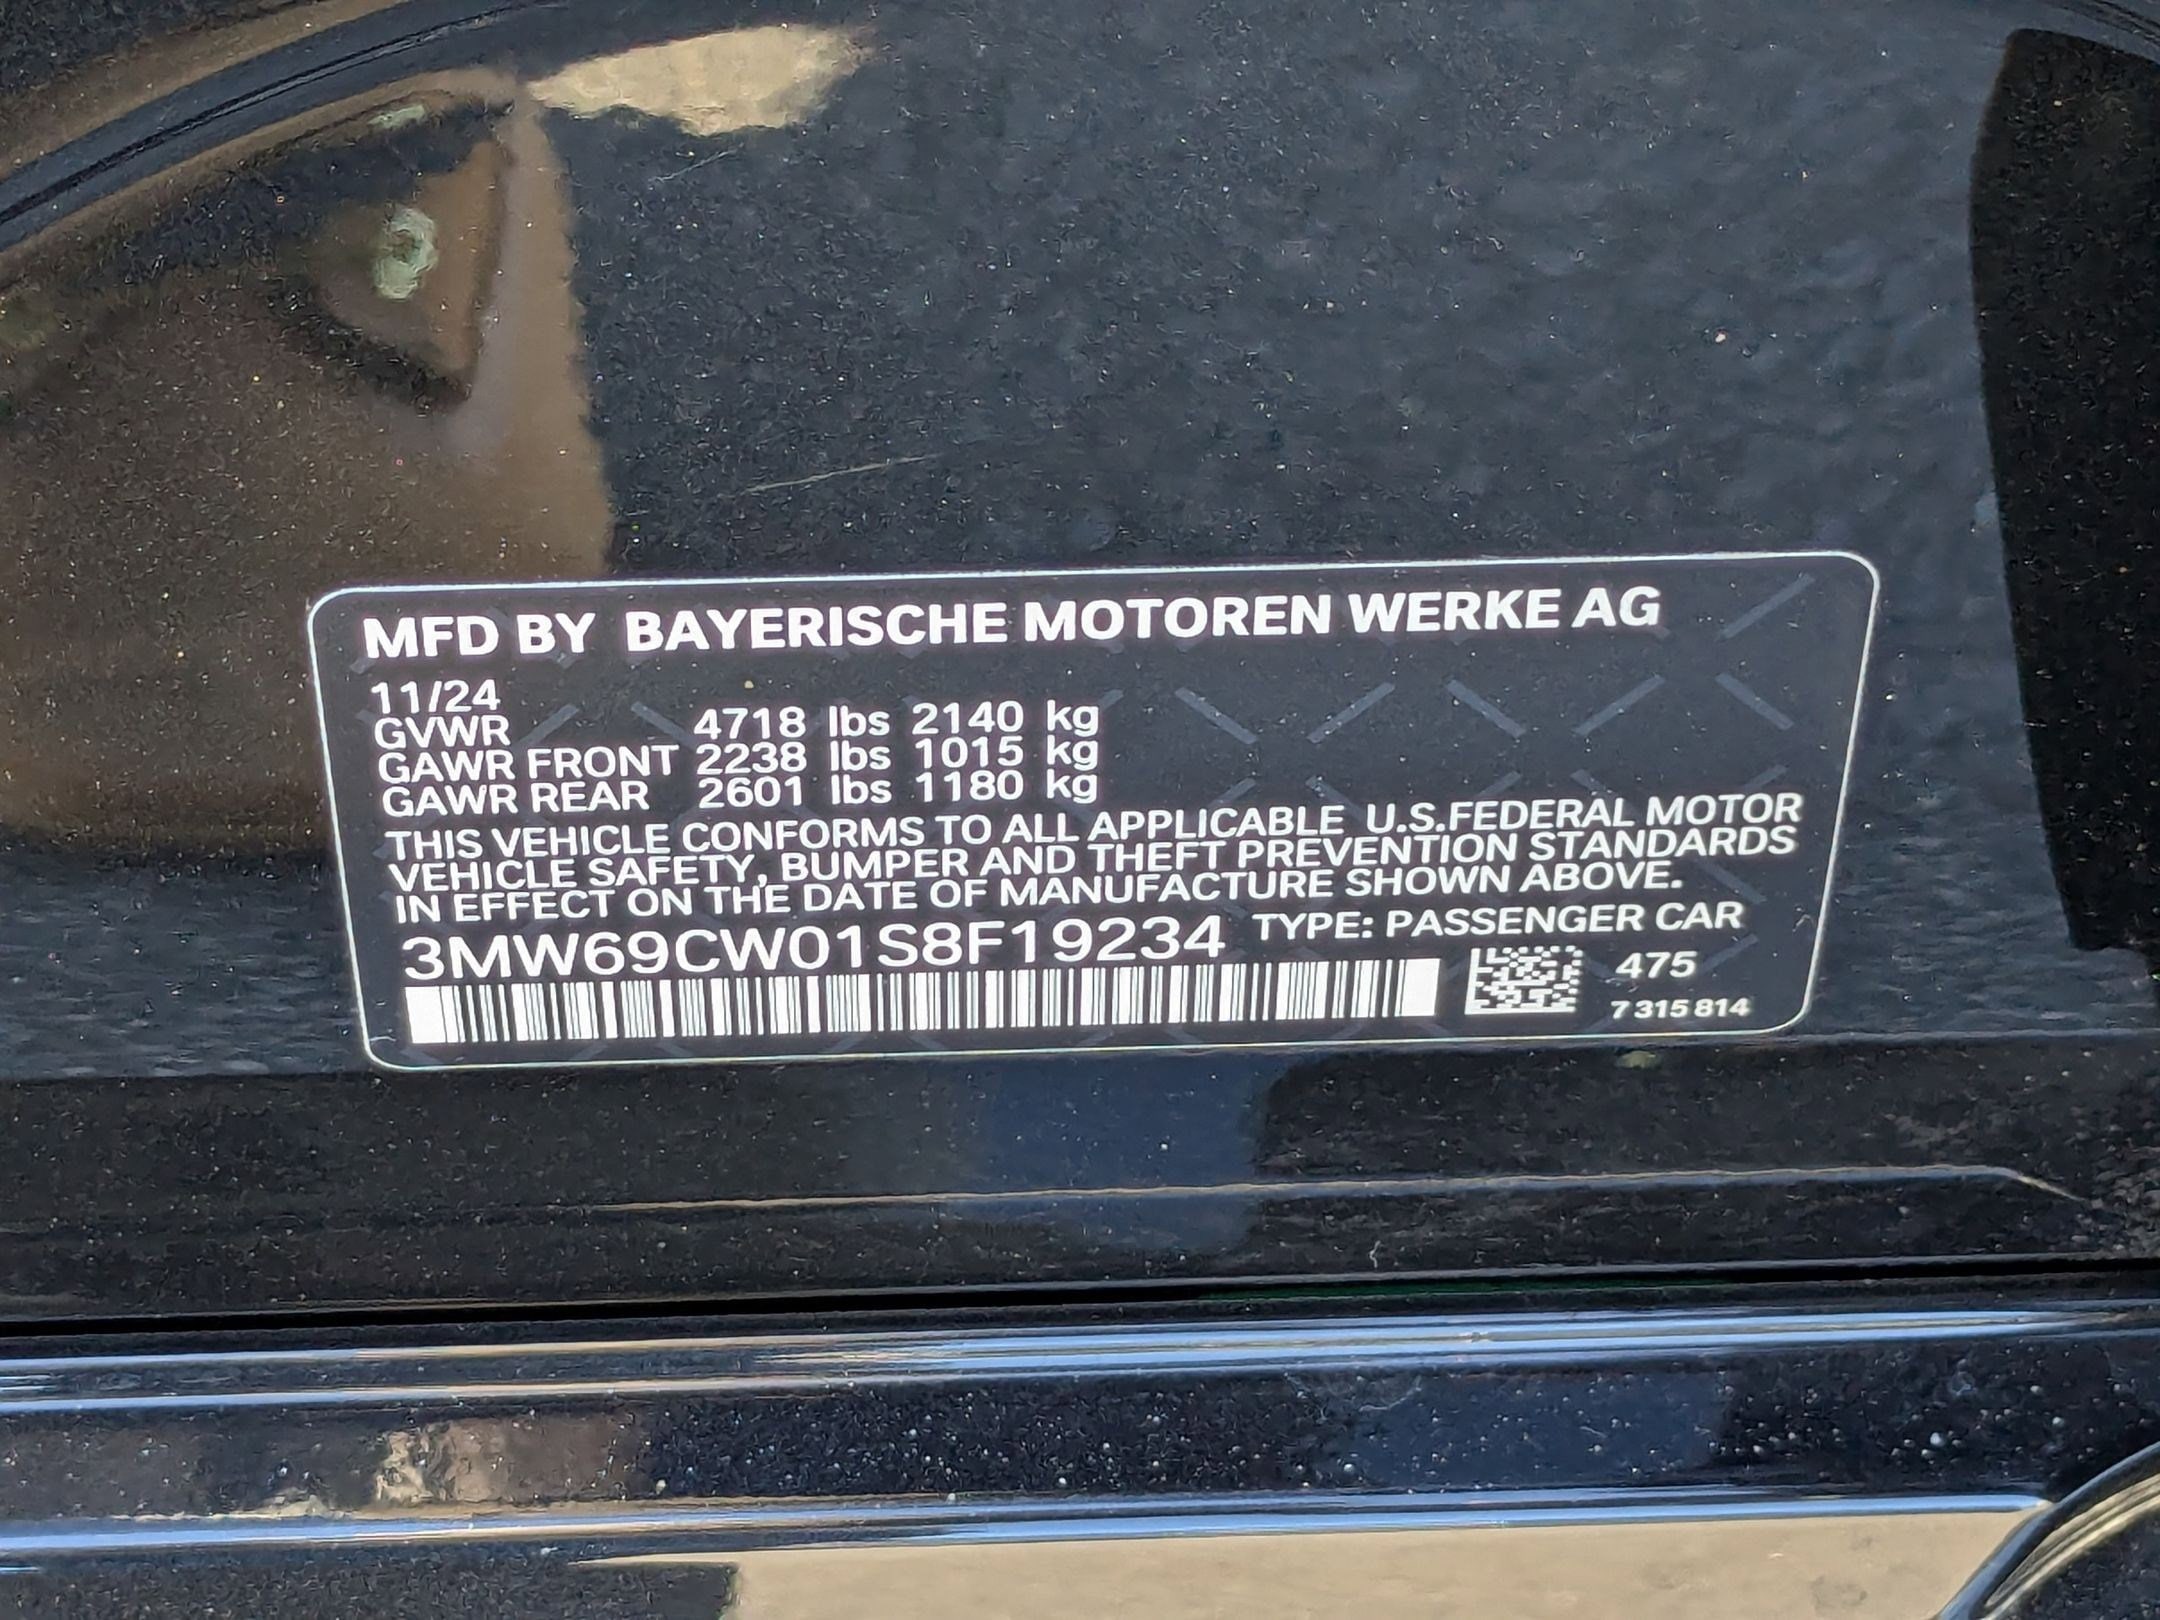 MFD BY BAYERISCHE MOTOREN WERKE AG
11/24
GVWR 4718 lbs 2140 kg
GAWR FRONT 2238 lbs 1015 kg
GAWR REAR 2601 lbs 1180 kg
THIS VEHICLE CONFORMS TO ALL APPLICABLE U.S.FEDERAL MOTOR
VEHICLE SAFETY, BUMPER AND THEFT PREVENTION STANDARDS
IN EFFECT ON THE DATE OF MANUFACTURE SHOWN ABOVE.
3MW69CW01S8F19234 TYPE: PASSENGER CAR
475
7 315 814